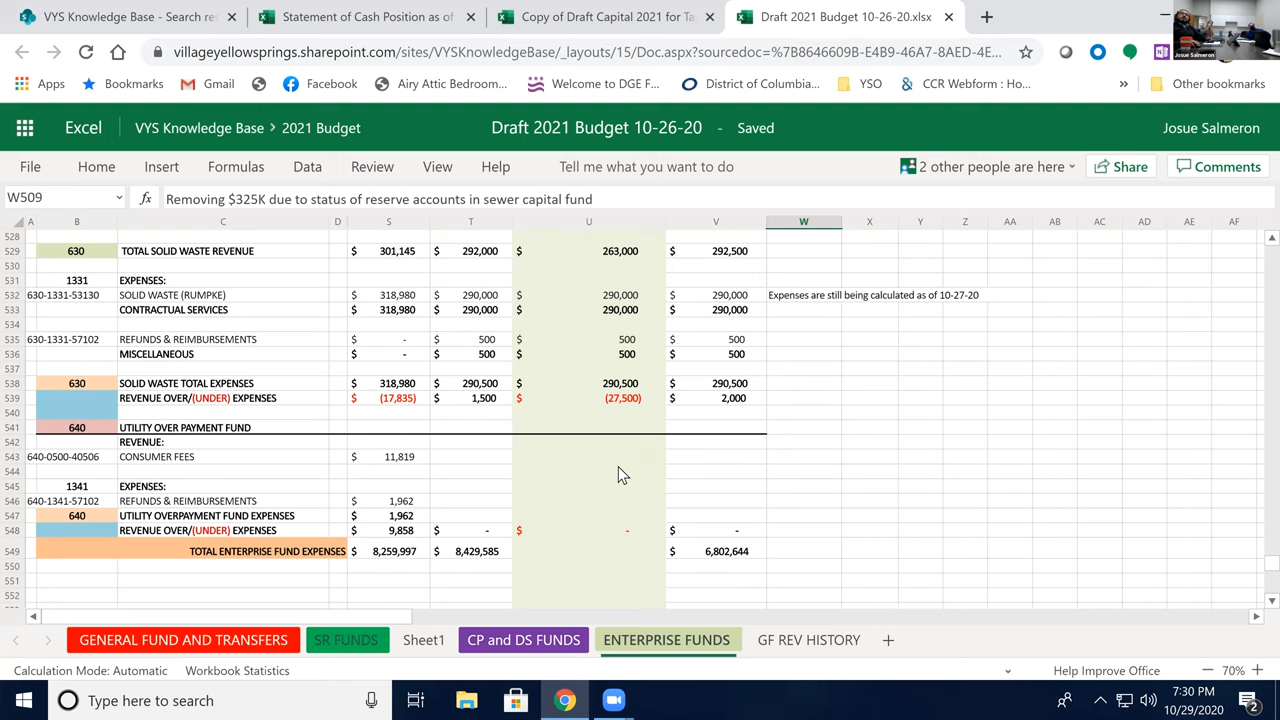 VYS Knowledge Base - Search re
Statement of Cash Position as of
Copy of Draft Capital 2021 for Ta
Draft 2021 Budget 10-26-20.xlsx
Josue Salmeron
villageyellowsprings.sharepoint.com/sites/VYSKnowledgeBase/_layouts/15/Doc.aspx?sourcedoc=%7B8646609B-E4B9-46A7-8AED-4E...
Apps Bookmarks Gmail Facebook Airy Attic Bedroom... Welcome to DGE F... District of Columbia... YSO CCR Webform : Ho... » Other bookmarks
Excel VYS Knowledge Base > 2021 Budget Draft 2021 Budget 10-26-20 - Saved Josue Salmeron
File Home Insert Formulas Data Review View Help Tell me what you want to do 2 other people are here Share Comments
W509 fx Removing $325K due to status of reserve accounts in sewer capital fund
A B C D S T U V W X Y Z AA AB AC AD AE AF
528
529 630 TOTAL SOLID WASTE REVENUE $ 301,145 $ 292,000 $ 263,000 $ 292,500
530
531 1331 EXPENSES:
532 630-1331-53130 SOLID WASTE (RUMPKE) $ 318,980 $ 290,000 $ 290,000 $ 290,000 Expenses are still being calculated as of 10-27-20
533 CONTRACTUAL SERVICES $ 318,980 $ 290,000 $ 290,000 $ 290,000
534
535 630-1331-57102 REFUNDS & REIMBURSEMENTS $ - $ 500 $ 500 $ 500
536 MISCELLANEOUS $ - $ 500 $ 500 $ 500
537
538 630 SOLID WASTE TOTAL EXPENSES $ 318,980 $ 290,500 $ 290,500 $ 290,500
539 REVENUE OVER/(UNDER) EXPENSES $ (17,835) $ 1,500 $ (27,500) $ 2,000
540
541 640 UTILITY OVER PAYMENT FUND
542 REVENUE:
543 640-0500-40506 CONSUMER FEES $ 11,819
544
545 1341 EXPENSES:
546 640-1341-57102 REFUNDS & REIMBURSEMENTS $ 1,962
547 640 UTILITY OVERPAYMENT FUND EXPENSES $ 1,962
548 REVENUE OVER/(UNDER) EXPENSES $ 9,858 $ - $ - $ -
549 TOTAL ENTERPRISE FUND EXPENSES $ 8,259,997 $ 8,429,585 $ 6,802,644
550
551
552
GENERAL FUND AND TRANSFERS SR FUNDS Sheet1 CP and DS FUNDS ENTERPRISE FUNDS GF REV HISTORY
Calculation Mode: Automatic Workbook Statistics Help Improve Office 70%
Type here to search
7:30 PM
10/29/2020
2